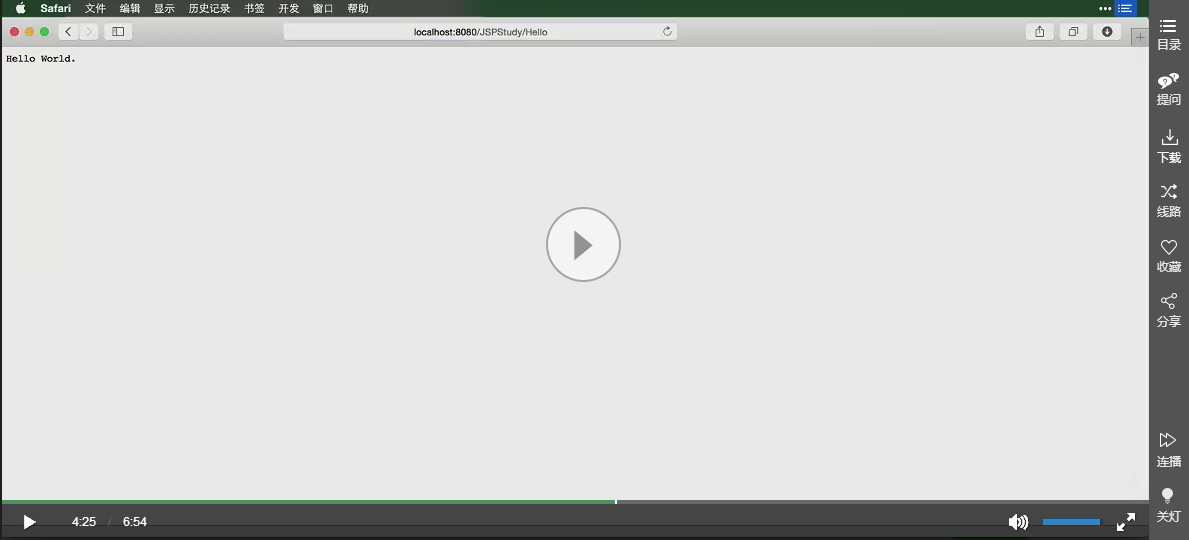 Safari 文件 编辑 显示 历史记录 书签 开发 窗口 帮助
localhost:8080/JSPStudy/Hello
Hello World.
目录
提问
下载
线路
收藏
分享
连播
关灯
4:25 / 6:54